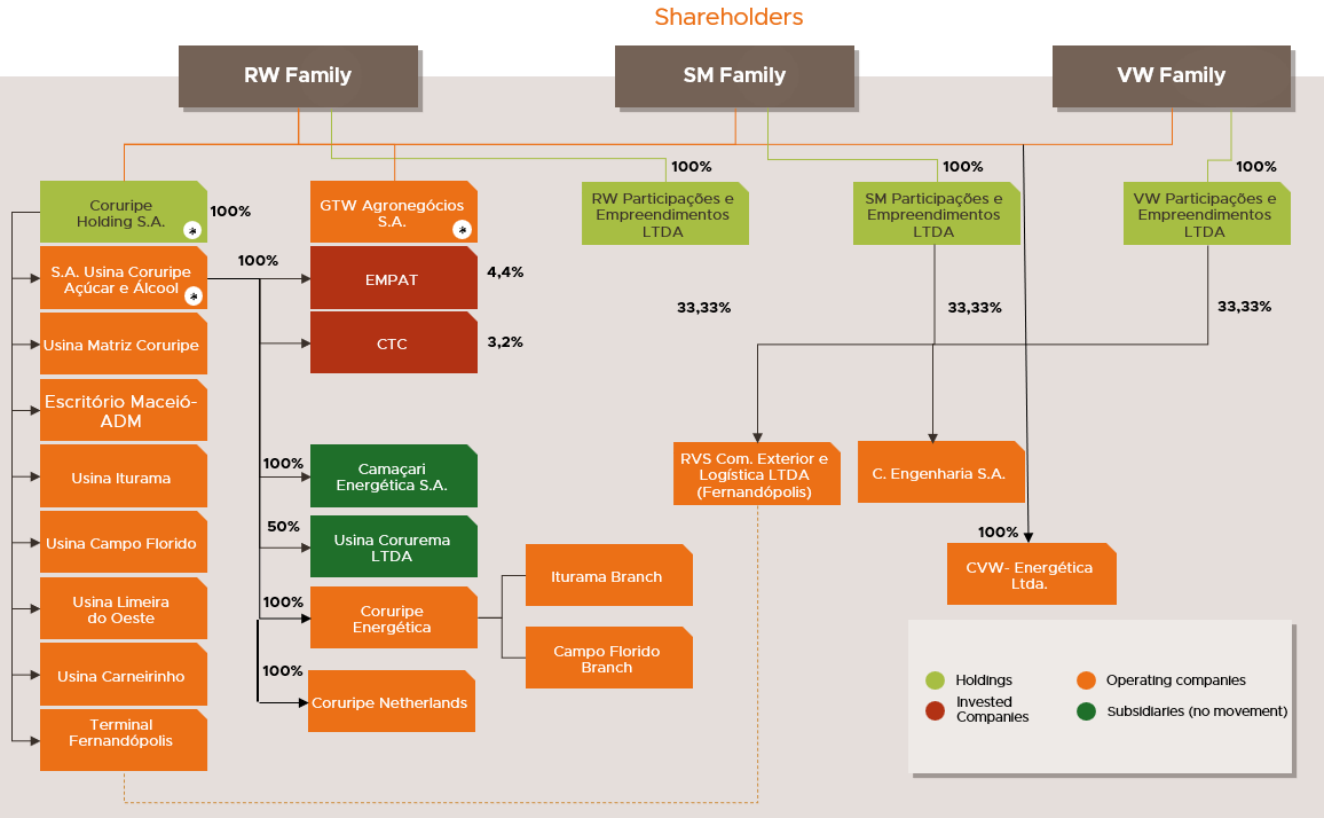 Shareholders
RW Family
SM Family
VW Family
100%
100%
100%
Coruripe
Holding S.A.
*
100%
GTW Agronegócios
S.A.
*
RW Participações e
Empreendimentos
LTDA
SM Participações e
Empreendimentos
LTDA
VW Participações e
Empreendimentos
LTDA
S.A. Usina Coruripe
Açúcar e Álcool
*
100%
EMPAT
4,4%
33,33%
33,33%
33,33%
Usina Matriz Coruripe
CTC
3,2%
Escritório Maceió-
ADM
Usina Iturama
100%
Camaçari
Energética S.A.
RVS Com. Exterior e
Logística LTDA
(Fernandópolis)
C. Engenharia S.A.
Usina Campo Florido
50%
Usina Corurema
LTDA
100%
CVW- Energética
Ltda.
Iturama Branch
Usina Limeira
do Oeste
100%
Coruripe
Energética
Campo Florido
Branch
Usina Carneirinho
100%
Coruripe Netherlands
Terminal
Fernandópolis
Holdings
Operating companies
Invested
Companies
Subsidiaries (no movement)